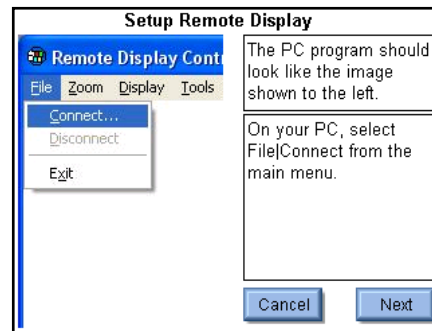 Setup Remote Display
Remote Display Contr
File Zoom Display Tools
Connect...
Disconnect
Exit
The PC program should
look like the image
shown to the left.
On your PC, select
File|Connect from the
main menu.
Cancel Next